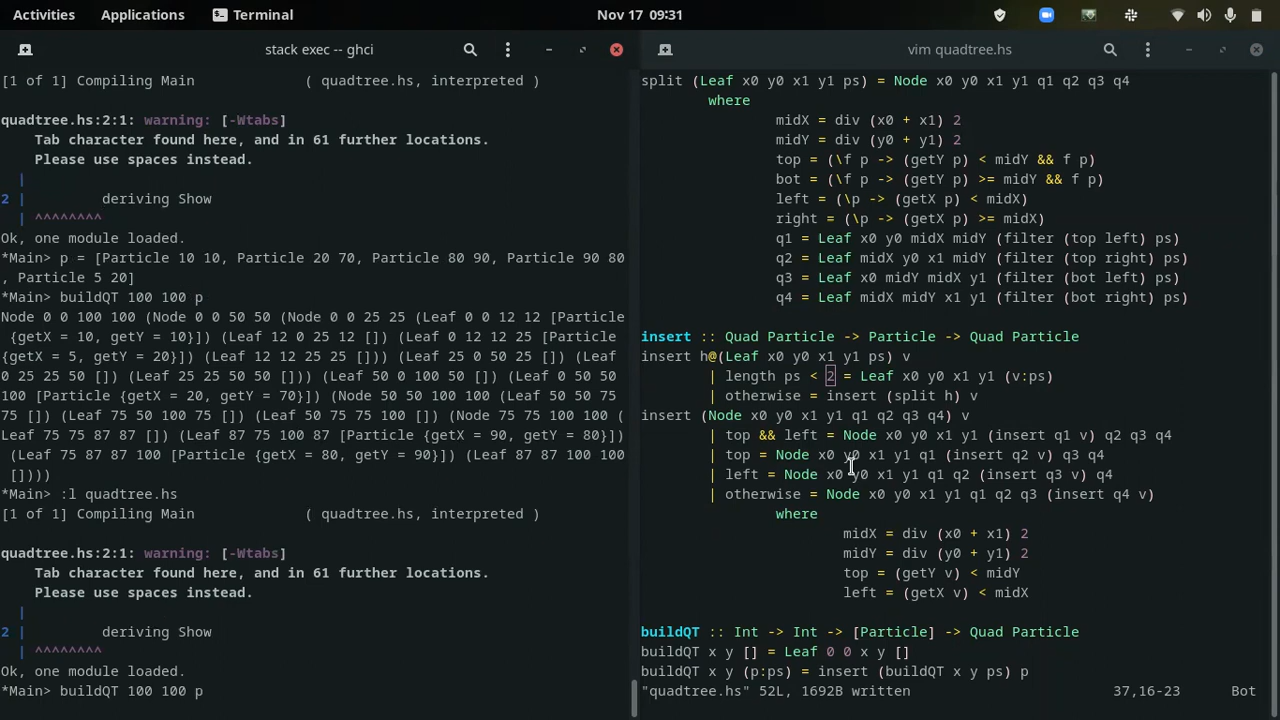 Activities Applications Terminal Nov 17 09:31
stack exec -- ghci
[1 of 1] Compiling Main ( quadtree.hs, interpreted )
quadtree.hs:2:1: warning: [-Wtabs]
Tab character found here, and in 61 further locations.
Please use spaces instead.
|
2 | deriving Show
| ^^^^^^^^
Ok, one module loaded.
*Main> p = [Particle 10 10, Particle 20 70, Particle 80 90, Particle 90 80
, Particle 5 20]
*Main> buildQT 100 100 p
Node 0 0 100 100 (Node 0 0 50 50 (Node 0 0 25 25 (Leaf 0 0 12 12 [Particle
{getX = 10, getY = 10}]) (Leaf 12 0 25 12 []) (Leaf 0 12 12 25 [Particle
{getX = 5, getY = 20}]) (Leaf 12 12 25 25 [])) (Leaf 25 0 50 25 []) (Leaf
0 25 25 50 []) (Leaf 25 25 50 50 [])) (Leaf 50 0 100 50 []) (Leaf 0 50 50
100 [Particle {getX = 20, getY = 70}]) (Node 50 50 100 100 (Leaf 50 50 75
75 []) (Leaf 75 50 100 75 []) (Leaf 50 75 75 100 []) (Node 75 75 100 100 (
Leaf 75 75 87 87 []) (Leaf 87 75 100 87 [Particle {getX = 90, getY = 80}])
(Leaf 75 87 87 100 [Particle {getX = 80, getY = 90}]) (Leaf 87 87 100 100
[]))))
*Main> :l quadtree.hs
[1 of 1] Compiling Main ( quadtree.hs, interpreted )
quadtree.hs:2:1: warning: [-Wtabs]
Tab character found here, and in 61 further locations.
Please use spaces instead.
|
2 | deriving Show
| ^^^^^^^^
Ok, one module loaded.
*Main> buildQT 100 100 p
vim quadtree.hs
split (Leaf x0 y0 x1 y1 ps) = Node x0 y0 x1 y1 q1 q2 q3 q4
where
midX = div (x0 + x1) 2
midY = div (y0 + y1) 2
top = (\f p -> (getY p) < midY && f p)
bot = (\f p -> (getY p) >= midY && f p)
left = (\p -> (getX p) < midX)
right = (\p -> (getX p) >= midX)
q1 = Leaf x0 y0 midX midY (filter (top left) ps)
q2 = Leaf midX y0 x1 midY (filter (top right) ps)
q3 = Leaf x0 midY midX y1 (filter (bot left) ps)
q4 = Leaf midX midY x1 y1 (filter (bot right) ps)
insert :: Quad Particle -> Particle -> Quad Particle
insert h@(Leaf x0 y0 x1 y1 ps) v
| length ps < 2 = Leaf x0 y0 x1 y1 (v:ps)
| otherwise = insert (split h) v
insert (Node x0 y0 x1 y1 q1 q2 q3 q4) v
| top && left = Node x0 y0 x1 y1 (insert q1 v) q2 q3 q4
| top = Node x0 y0 x1 y1 q1 (insert q2 v) q3 q4
| left = Node x0 y0 x1 y1 q1 q2 (insert q3 v) q4
| otherwise = Node x0 y0 x1 y1 q1 q2 q3 (insert q4 v)
where
midX = div (x0 + x1) 2
midY = div (y0 + y1) 2
top = (getY v) < midY
left = (getX v) < midX
buildQT :: Int -> Int -> [Particle] -> Quad Particle
buildQT x y [] = Leaf 0 0 x y []
buildQT x y (p:ps) = insert (buildQT x y ps) p
"quadtree.hs" 52L, 1692B written 37,16-23 Bot